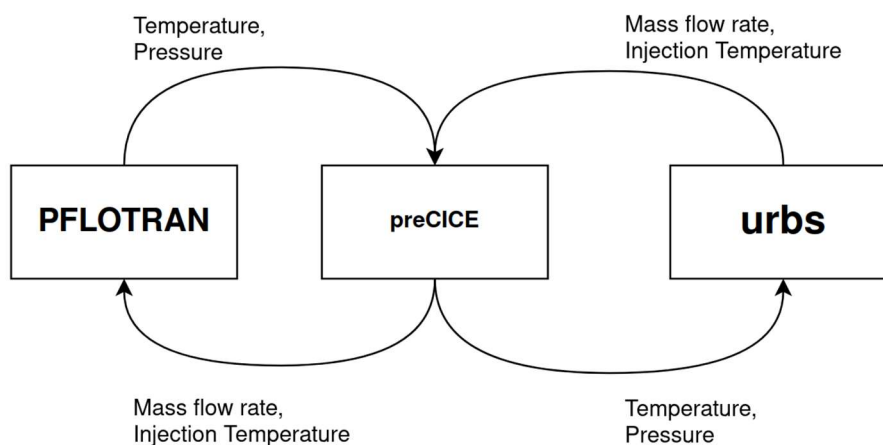 Temperature,
Pressure
Mass flow rate,
Injection Temperature
PFLOTRAN
preCICE
urbs
Mass flow rate,
Injection Temperature
Temperature,
Pressure